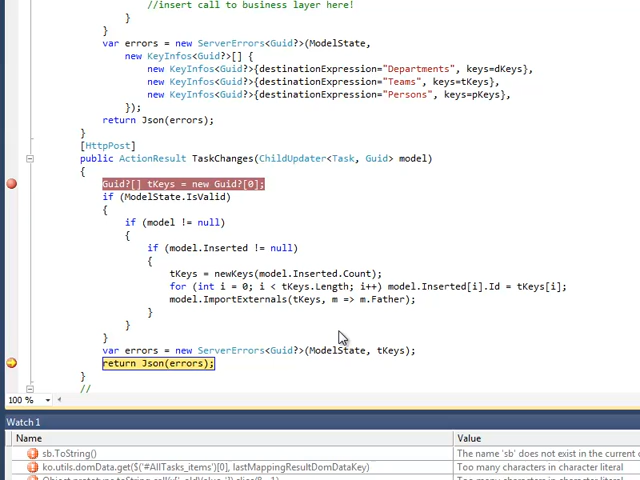 //insert call to business layer here!
}
}
var errors = new ServerErrors<Guid?>(ModelState,
new KeyInfos<Guid?>[] {
new KeyInfos<Guid?>{destinationExpression="Departments", keys=dKeys},
new KeyInfos<Guid?>{destinationExpression="Teams", keys=tKeys},
new KeyInfos<Guid?>{destinationExpression="Persons", keys=pKeys},
});
return Json(errors);
}
[HttpPost]
public ActionResult TaskChanges(ChildUpdater<Task, Guid> model)
{
Guid?[] tKeys = new Guid?[0];
if (ModelState.IsValid)
{
if (model != null)
{
if (model.Inserted != null)
{
tKeys = newKeys(model.Inserted.Count);
for (int i = 0; i < tKeys.Length; i++) model.Inserted[i].Id = tKeys[i];
model.ImportExternals(tKeys, m => m.Father);
}
}
}
var errors = new ServerErrors<Guid?>(ModelState, tKeys);
return Json(errors);
}
//
100 %
Watch 1
Name Value
sb.ToString() The name 'sb' does not exist in the current c
ko.utils.domData.get($('#AllTasks_items')[0], lastMappingResultDomDataKey) Too many characters in character literal